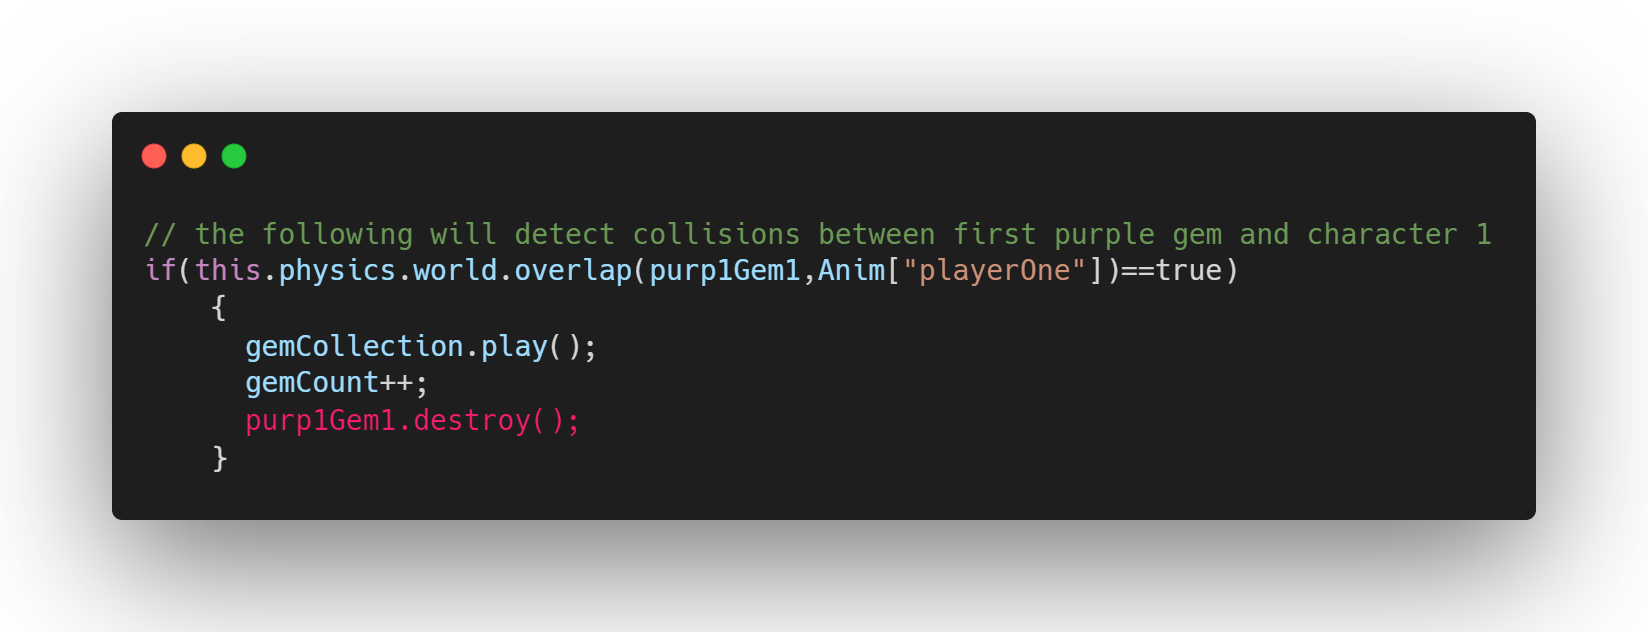 // the following will detect collisions between first purple gem and character 1
if(this.physics.world.overlap(purp1Gem1,Anim["playerOne"])==true)
{
gemCollection.play();
gemCount++;
purp1Gem1.destroy();
}